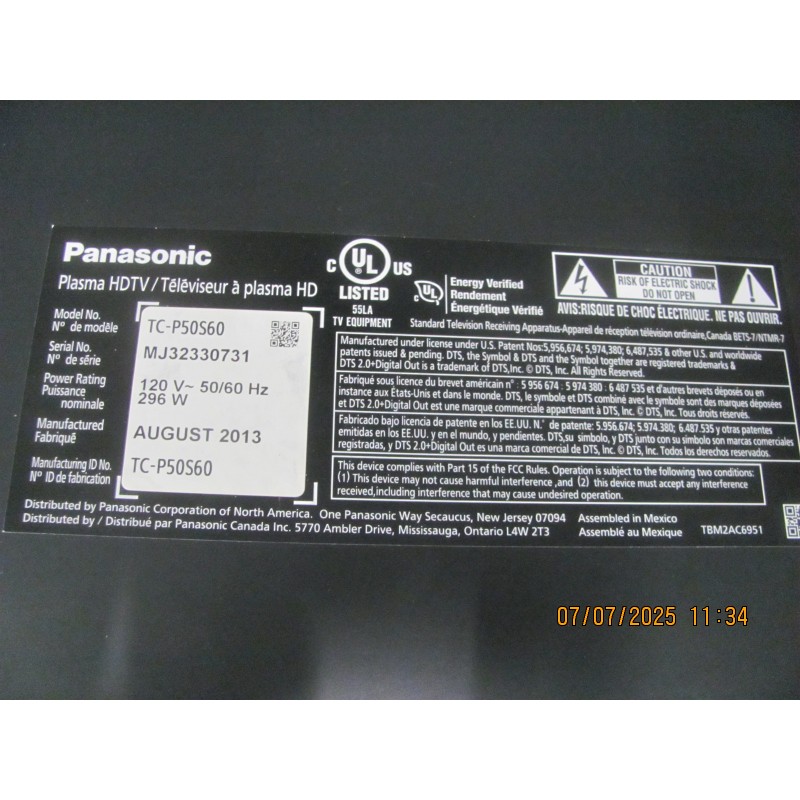 Panasonic
Plasma HDTV / Téléviseur à plasma HD
Model No.
Nº de modèle
TC-P50S60
Serial No.
Nº de série
MJ32330731
Power Rating
Puissance
nominale
120 V~ 50/60 Hz
296 W
Manufactured
Fabriqué
AUGUST 2013
Manufacturing ID No.
Nº ID de fabrication
TC-P50S60
C UL US
LISTED
55LA
TV EQUIPMENT
C UL
Energy Verified
Rendement
Énergétique Vérifié
CAUTION
RISK OF ELECTRIC SHOCK
DO NOT OPEN
AVIS:RISQUE DE CHOC ÉLECTRIQUE. NE PAS OUVRIR.
Standard Television Receiving Apparatus-Appareil de réception télévision ordinaire,Canada BETS-7/NTMR-7
Manufactured under license under U.S. Patent Nos:5,956,674; 5,974,380; 6,487,535 & other U.S. and worldwide
patents issued & pending. DTS, the Symbol & DTS and the Symbol together are registered trademarks &
DTS 2.0+Digital Out is a trademark of DTS, Inc. © DTS, Inc. All Rights Reserved.
Fabriqué sous licence du brevet américain nº : 5 956 674 : 5 974 380 : 6 487 535 et d'autres brevets déposés ou en
instance aux États-Unis et dans le monde. DTS, le symbole et DTS combiné avec le symbole sont des marques déposées
et DTS 2.0+Digital Out est une marque commerciale appartenant à DTS, Inc. © DTS, Inc. Tous droits réservés.
Fabricado bajo licencia de patente en los EE.UU. N.˚ de patente: 5.956,674; 5.974,380; 6.487,535 y otras patentes
emitidas en los EE.UU. y en el mundo, y pendientes. DTS,su símbolo, y DTS junto con su símbolo son marcas comerciales
registradas, y DTS 2.0+Digital Out es una marca comercial de DTS, Inc. © DTS, Inc. Todos los derechos reservados.
This device complies with Part 15 of the FCC Rules. Operation is subject to the following two conditions:
(1) This device may not cause harmful interference ,and (2) this device must accept any interference
received,including interference that may cause undesired operation.
Distributed by Panasonic Corporation of North America. One Panasonic Way Secaucus, New Jersey 07094 Assembled in Mexico
Distributed by / Distribué par Panasonic Canada Inc. 5770 Ambler Drive, Mississauga, Ontario L4W 2T3 Assemblé au Mexique
TBM2AC6951
07/07/2025 11:34